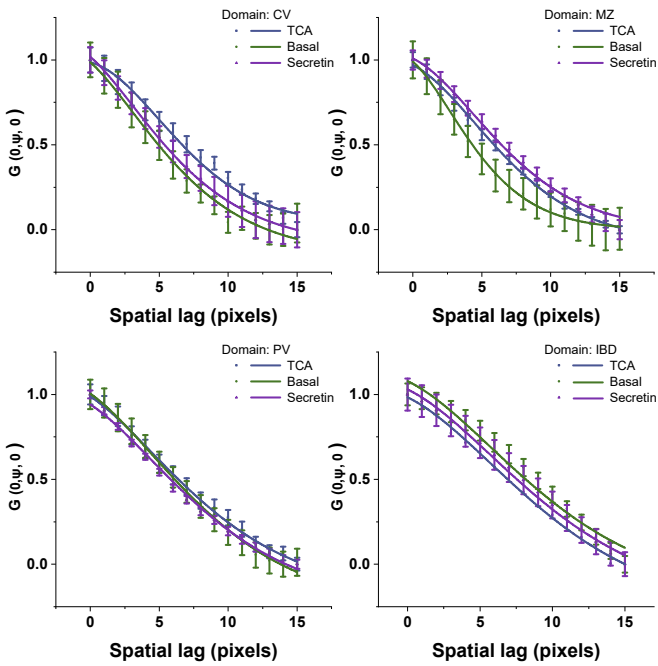 Domain: CV
TCA
Basal
Secretin
G (0,ψ, 0 )
1.0
0.5
0.0
0 5 10 15
Spatial lag (pixels)
Domain: MZ
TCA
Basal
Secretin
G (0,ψ, 0 )
1.0
0.5
0.0
0 5 10 15
Spatial lag (pixels)
Domain: PV
TCA
Basal
Secretin
G (0,ψ, 0 )
1.0
0.5
0.0
0 5 10 15
Spatial lag (pixels)
Domain: IBD
TCA
Basal
Secretin
G (0,ψ, 0 )
1.0
0.5
0.0
0 5 10 15
Spatial lag (pixels)